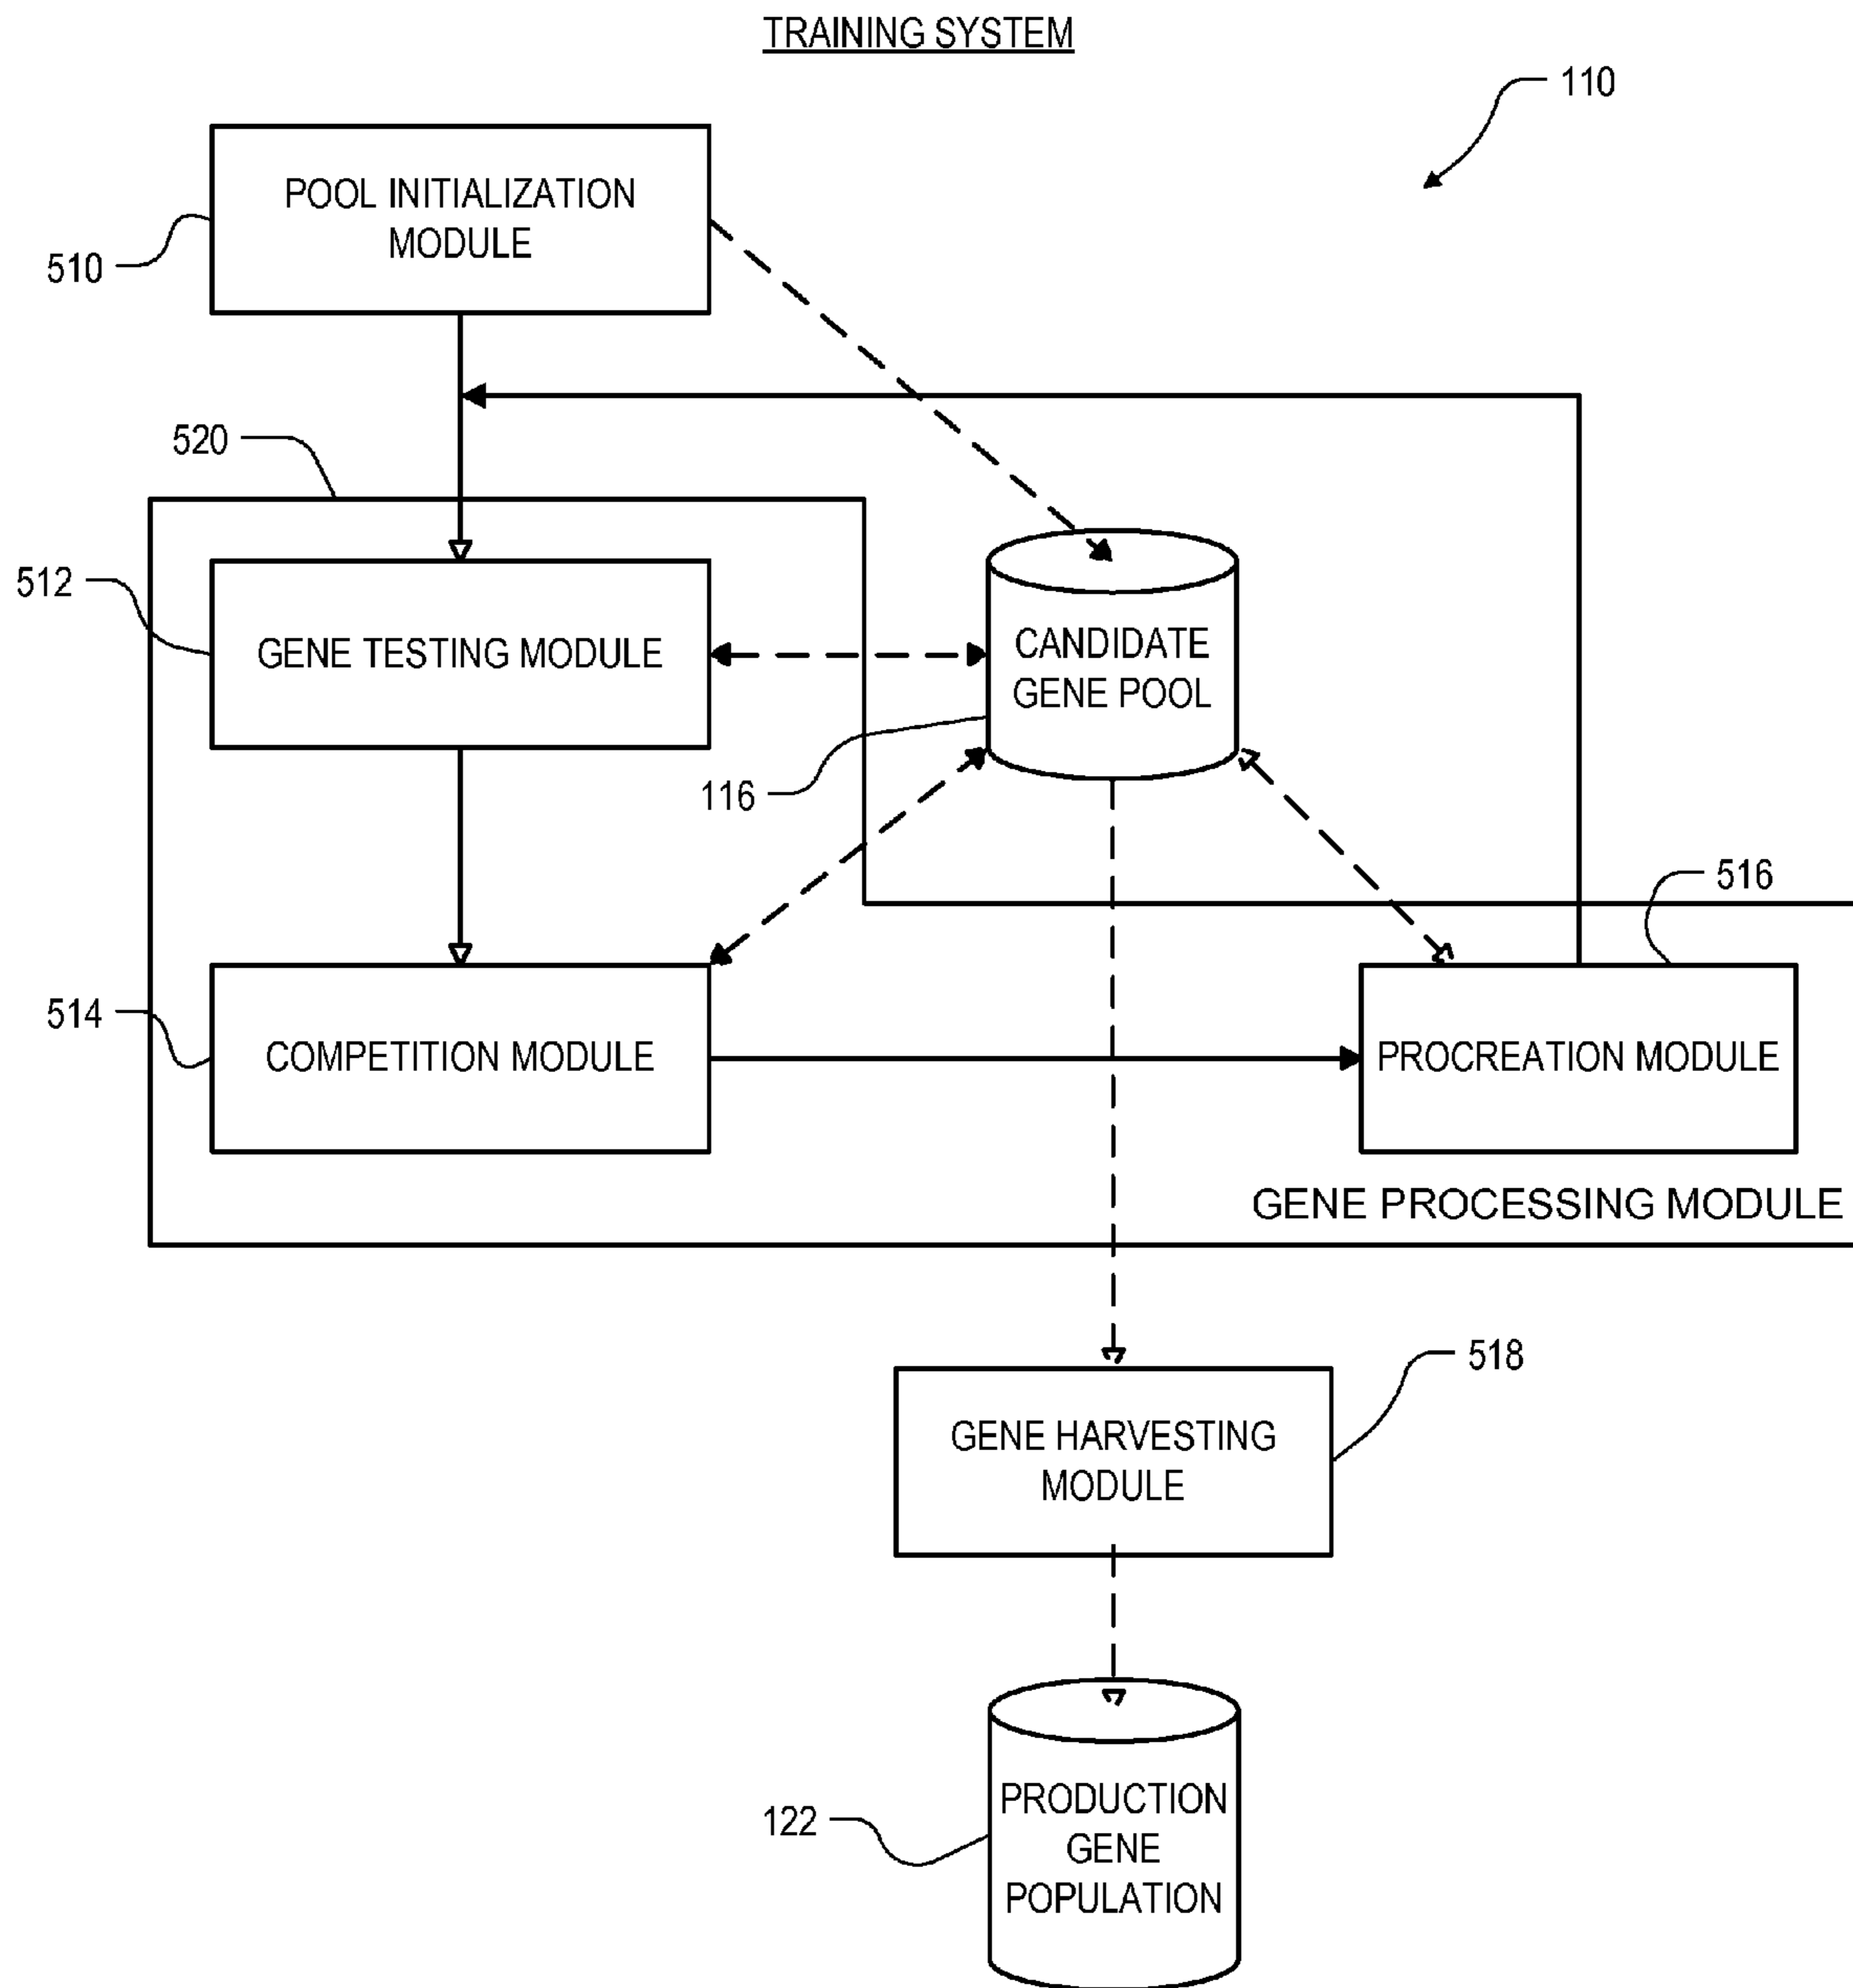 TRAINING SYSTEM
110
POOL INITIALIZATION
MODULE
510
520
512
GENE TESTING MODULE
CANDIDATE
GENE POOL
116
516
514
COMPETITION MODULE
PROCREATION MODULE
GENE PROCESSING MODULE
518
GENE HARVESTING
MODULE
122
PRODUCTION
GENE
POPULATION